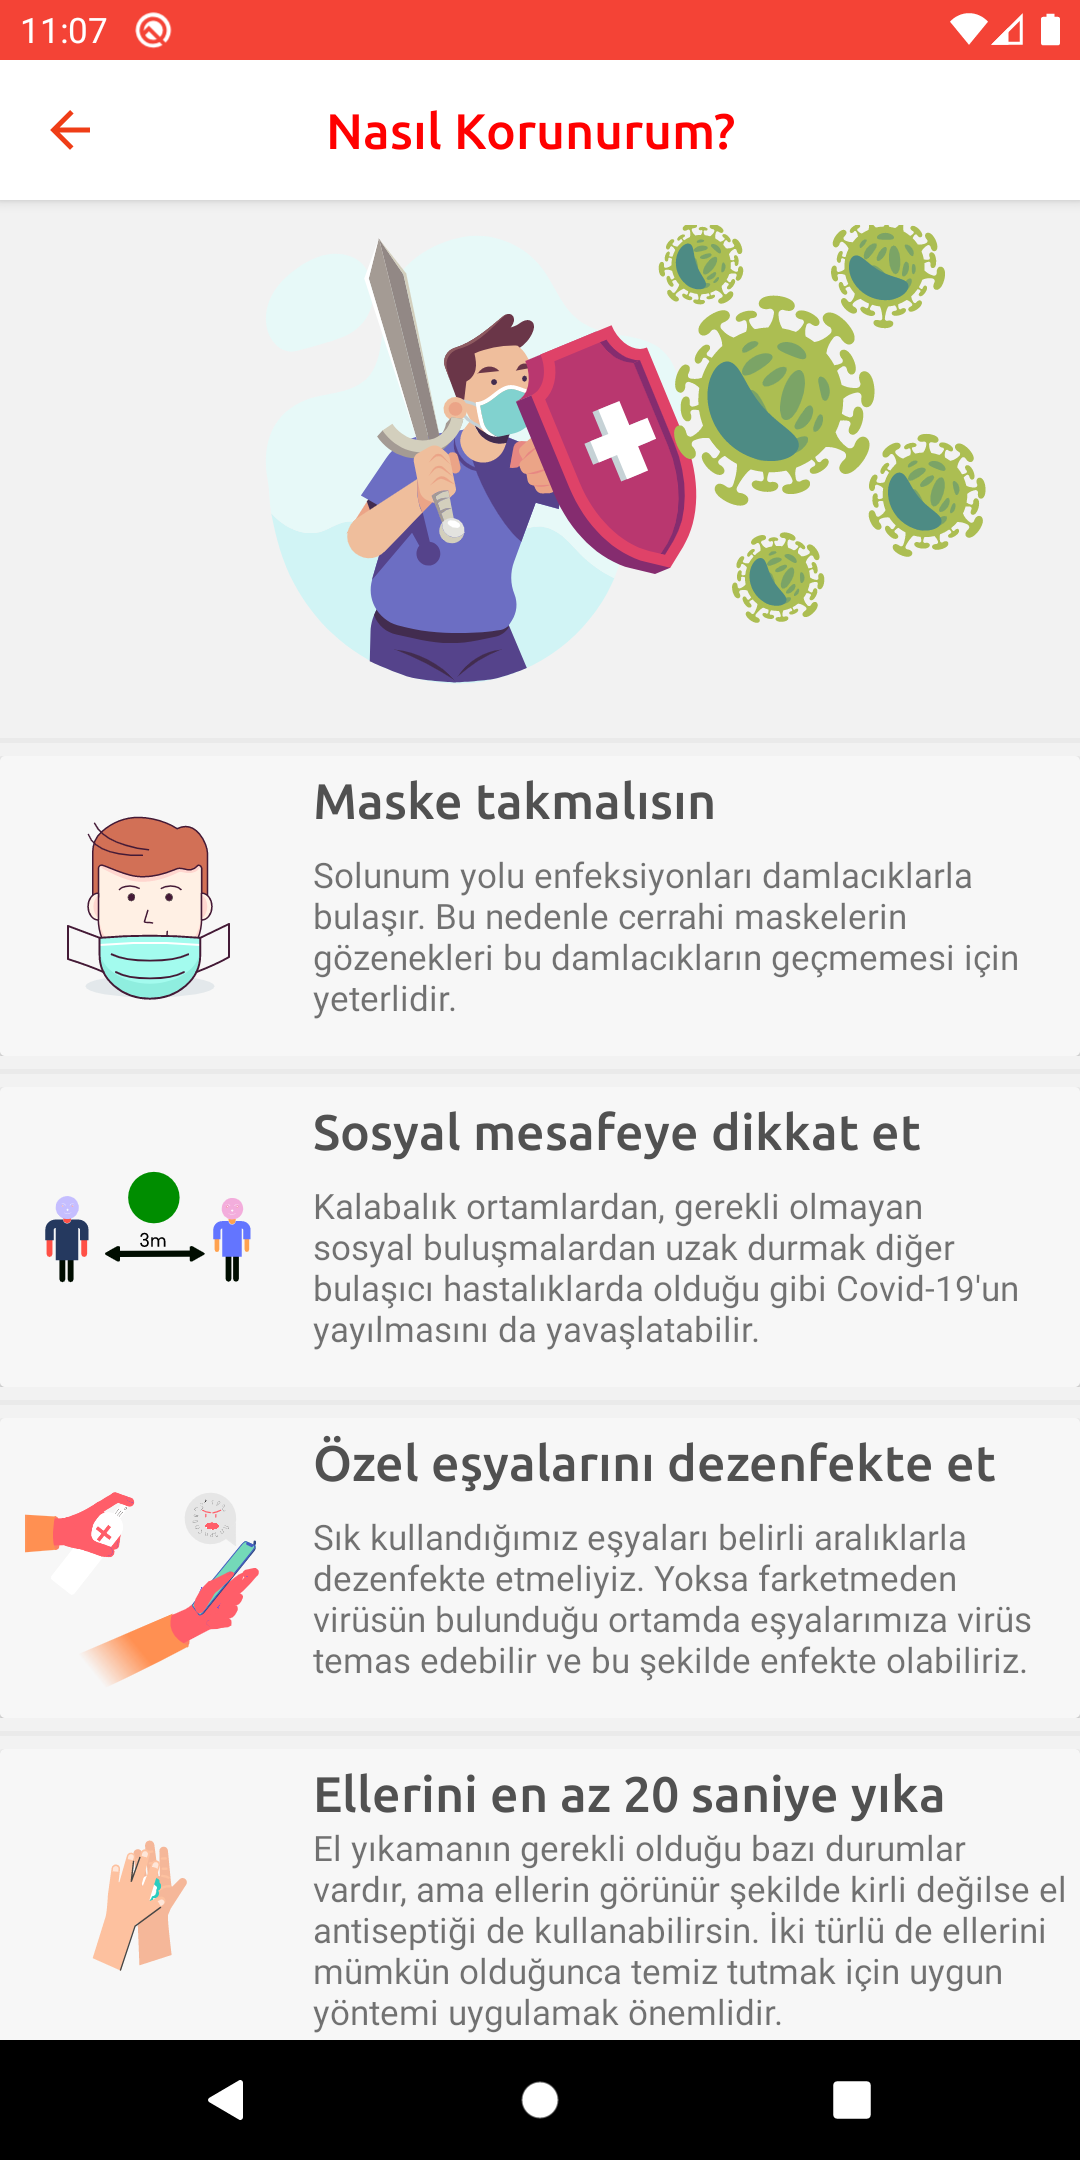 11:07
Nasıl Korunurum?
Maske takmalısın
Solunum yolu enfeksiyonları damlacıklarla
bulaşır. Bu nedenle cerrahi maskelerin
gözenekleri bu damlacıkların geçmemesi için
yeterlidir.
Sosyal mesafeye dikkat et
3m
Kalabalık ortamlardan, gerekli olmayan
sosyal buluşmalardan uzak durmak diğer
bulaşıcı hastalıklarda olduğu gibi Covid-19'un
yayılmasını da yavaşlatabilir.
Özel eşyalarını dezenfekte et
Sık kullandığımız eşyaları belirli aralıklarla
dezenfekte etmeliyiz. Yoksa farketmeden
virüsün bulunduğu ortamda eşyalarımıza virüs
temas edebilir ve bu şekilde enfekte olabiliriz.
Ellerini en az 20 saniye yıka
El yıkamanın gerekli olduğu bazı durumlar
vardır, ama ellerin görünür şekilde kirli değilse el
antiseptiği de kullanabilirsin. İki türlü de ellerini
mümkün olduğunca temiz tutmak için uygun
yöntemi uygulamak önemlidir.